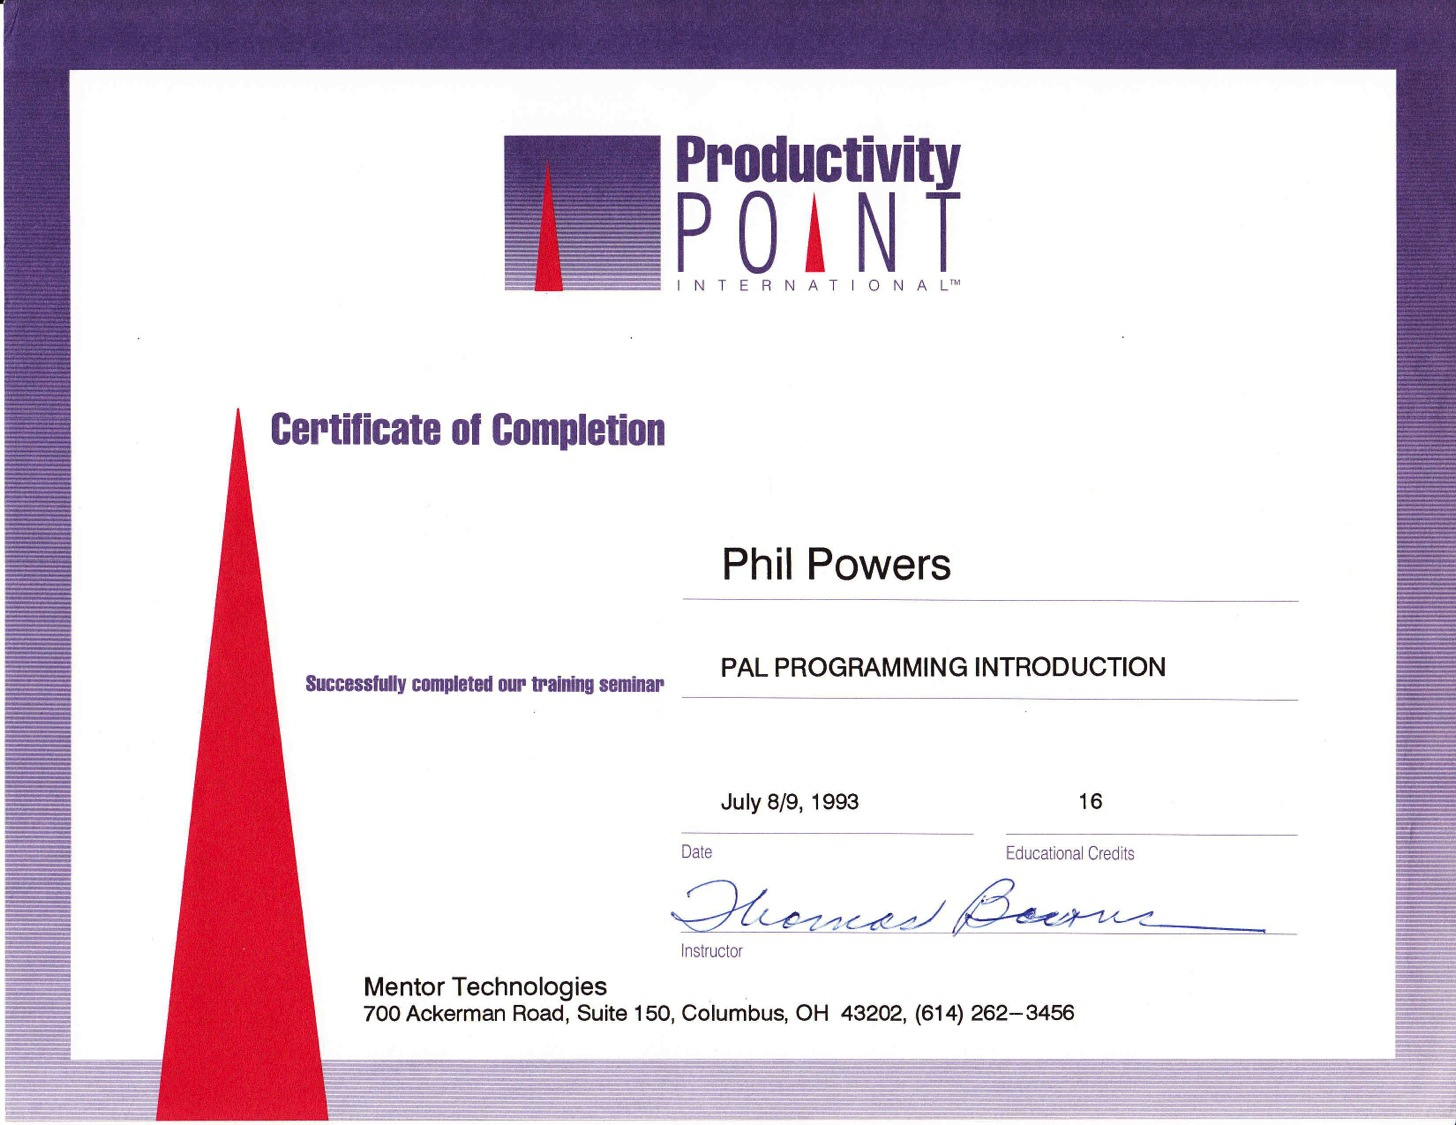 Productivity
POINT
INTERNATIONAL™
Certificate of Completion
Phil Powers
Successfully completed our training seminar
PAL PROGRAMMING INTRODUCTION
July 8/9, 1993
16
Date
Educational Credits
Thomas
Instructor
Mentor Technologies
700 Ackerman Road, Suite 150, Columbus, OH 43202, (614) 262-3456